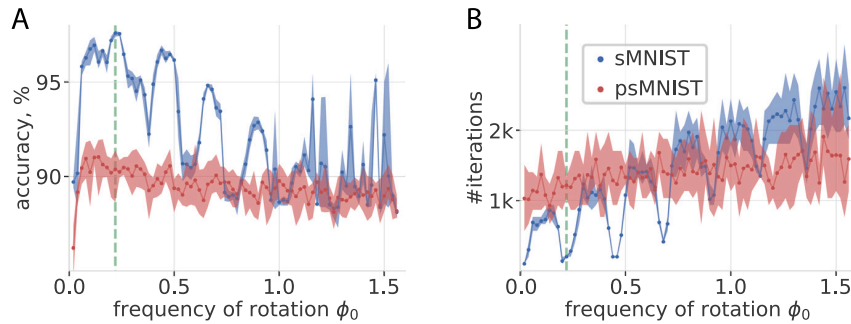 A
accuracy, %
95
90
0.0 0.5 1.0 1.5
frequency of rotation ϕ₀
B
sMNIST
psMNIST
#iterations
2k
1k
0.0 0.5 1.0 1.5
frequency of rotation ϕ₀